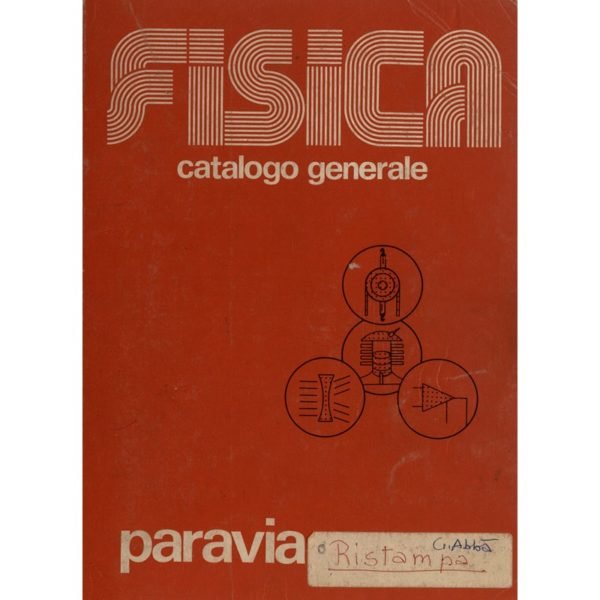 FISICA
catalogo generale
paravia
G. Abbà
Ristampa